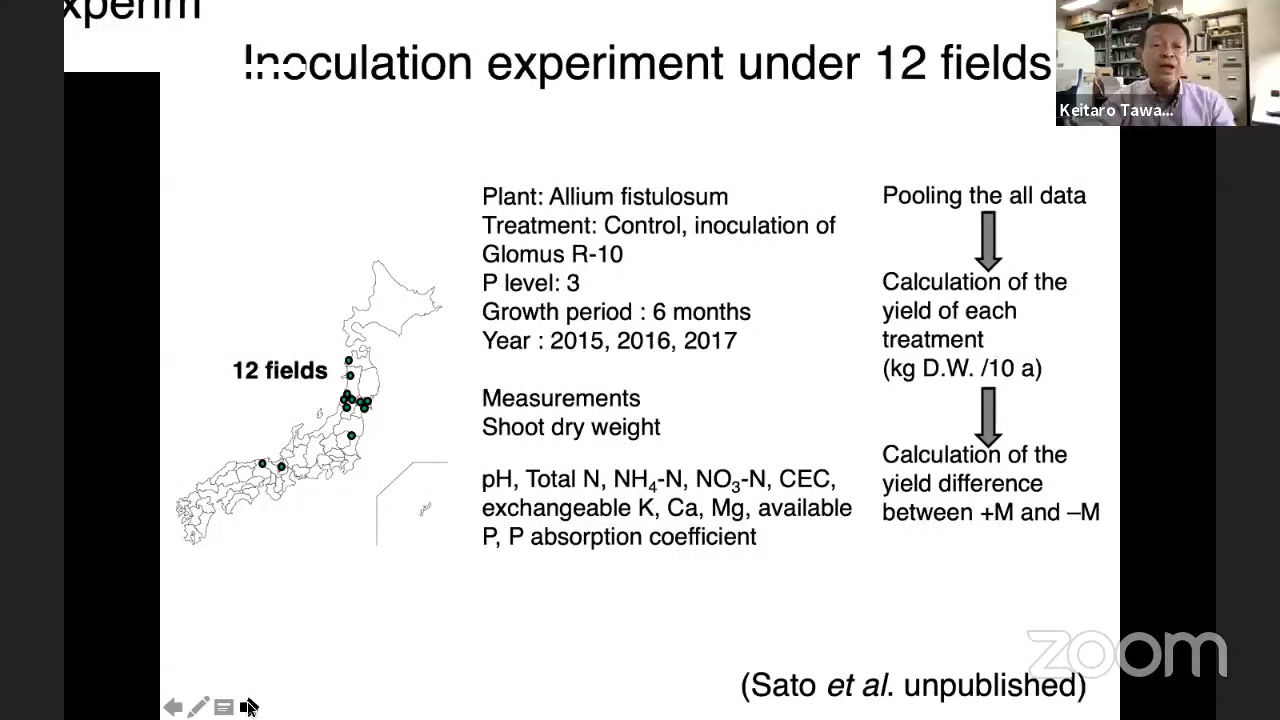 xperim
Inoculation experiment under 12 fields
Keitaro Tawa...
Plant: Allium fistulosum
Treatment: Control, inoculation of
Glomus R-10
P level: 3
Growth period : 6 months
Year : 2015, 2016, 2017
12 fields
Measurements
Shoot dry weight
pH, Total N, NH₄-N, NO₃-N, CEC,
exchangeable K, Ca, Mg, available
P, P absorption coefficient
Pooling the all data
Calculation of the
yield of each
treatment
(kg D.W. /10 a)
Calculation of the
yield difference
between +M and –M
zoom
(Sato et al. unpublished)